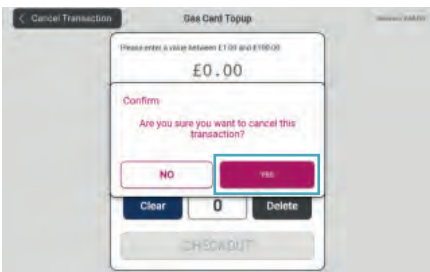 < Cancel Transaction
Gas Card Topup
Please enter a value between £1.00 and £100.00
£0.00
Confirm
Are you sure you want to cancel this
transaction?
NO
YES
Clear
0
Delete
CHECKOUT